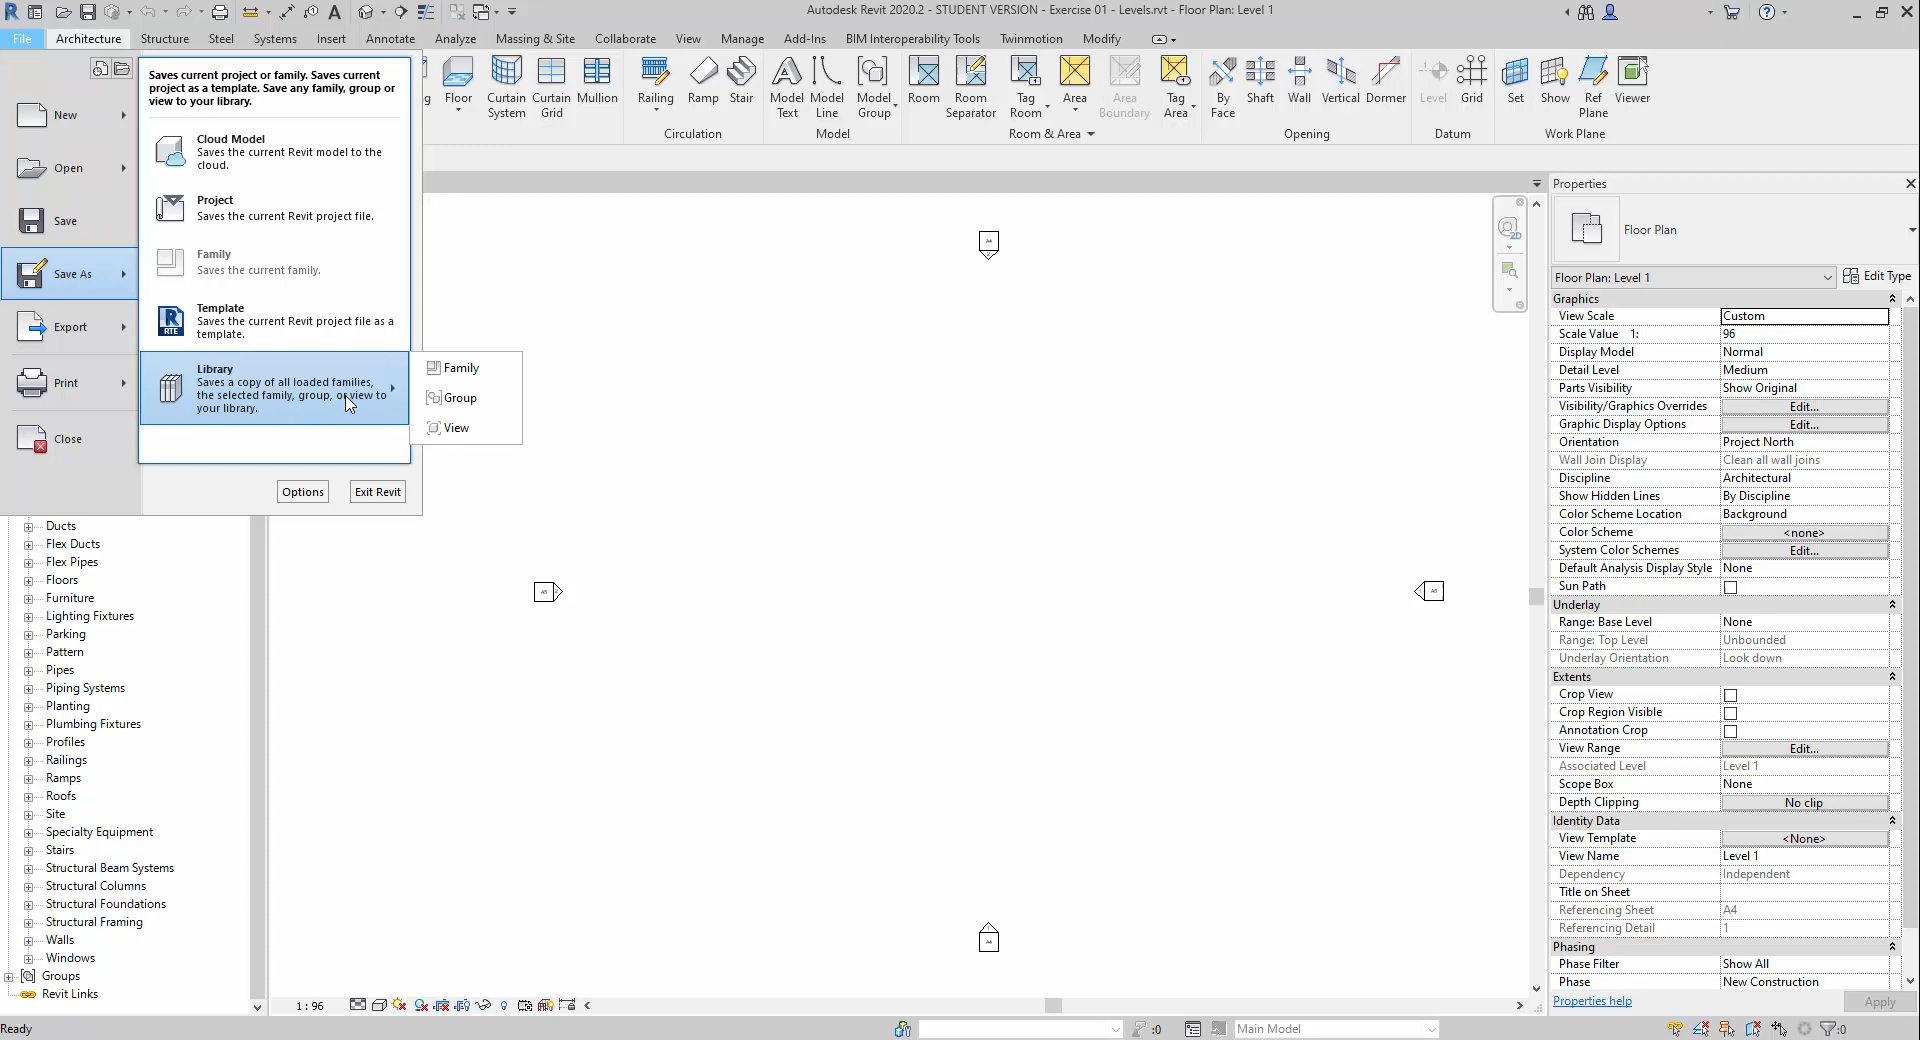 Autodesk Revit 2020.2 - STUDENT VERSION - Exercise 01 - Levels.rvt - Floor Plan: Level 1
File Architecture Structure Steel Systems Insert Annotate Analyze Massing & Site Collaborate View Manage Add-Ins BIM Interoperability Tools Twinmotion Modify
Floor
Curtain System
Curtain Grid
Mullion
Railing
Ramp
Stair
Model Text
Model Line
Model Group
Room
Room Separator
Tag Room
Area
Area Boundary
Tag Area
By Face
Shaft
Wall
Vertical
Dormer
Level
Grid
Set
Show
Ref Plane
Viewer
Circulation
Model
Room & Area
Opening
Datum
Work Plane
New
Open
Save
Save As
Export
Print
Close
Saves current project or family. Saves current
project as a template. Save any family, group or
view to your library.
Cloud Model
Saves the current Revit model to the
cloud.
Project
Saves the current Revit project file.
Family
Saves the current family.
RTE
Template
Saves the current Revit project file as a
template.
Library
Saves a copy of all loaded families,
the selected family, group, or view to
your library.
Family
Group
View
Options
Exit Revit
Ducts
Flex Ducts
Flex Pipes
Floors
Furniture
Lighting Fixtures
Parking
Pattern
Pipes
Piping Systems
Planting
Plumbing Fixtures
Profiles
Railings
Ramps
Roofs
Site
Specialty Equipment
Stairs
Structural Beam Systems
Structural Columns
Structural Foundations
Structural Framing
Walls
Windows
Groups
Revit Links
2D
Properties
Floor Plan
Floor Plan: Level 1
Edit Type
Graphics
View Scale Custom
Scale Value 1: 96
Display Model Normal
Detail Level Medium
Parts Visibility Show Original
Visibility/Graphics Overrides Edit...
Graphic Display Options Edit...
Orientation Project North
Wall Join Display Clean all wall joins
Discipline Architectural
Show Hidden Lines By Discipline
Color Scheme Location Background
Color Scheme <none>
System Color Schemes Edit...
Default Analysis Display Style None
Sun Path
Underlay
Range: Base Level None
Range: Top Level Unbounded
Underlay Orientation Look down
Extents
Crop View
Crop Region Visible
Annotation Crop
View Range Edit...
Associated Level Level 1
Scope Box None
Depth Clipping No clip
Identity Data
View Template <None>
View Name Level 1
Dependency Independent
Title on Sheet
Referencing Sheet A4
Referencing Detail 1
Phasing
Phase Filter Show All
Phase New Construction
Properties help
Apply
1 : 96
Ready
:0
Main Model
:0